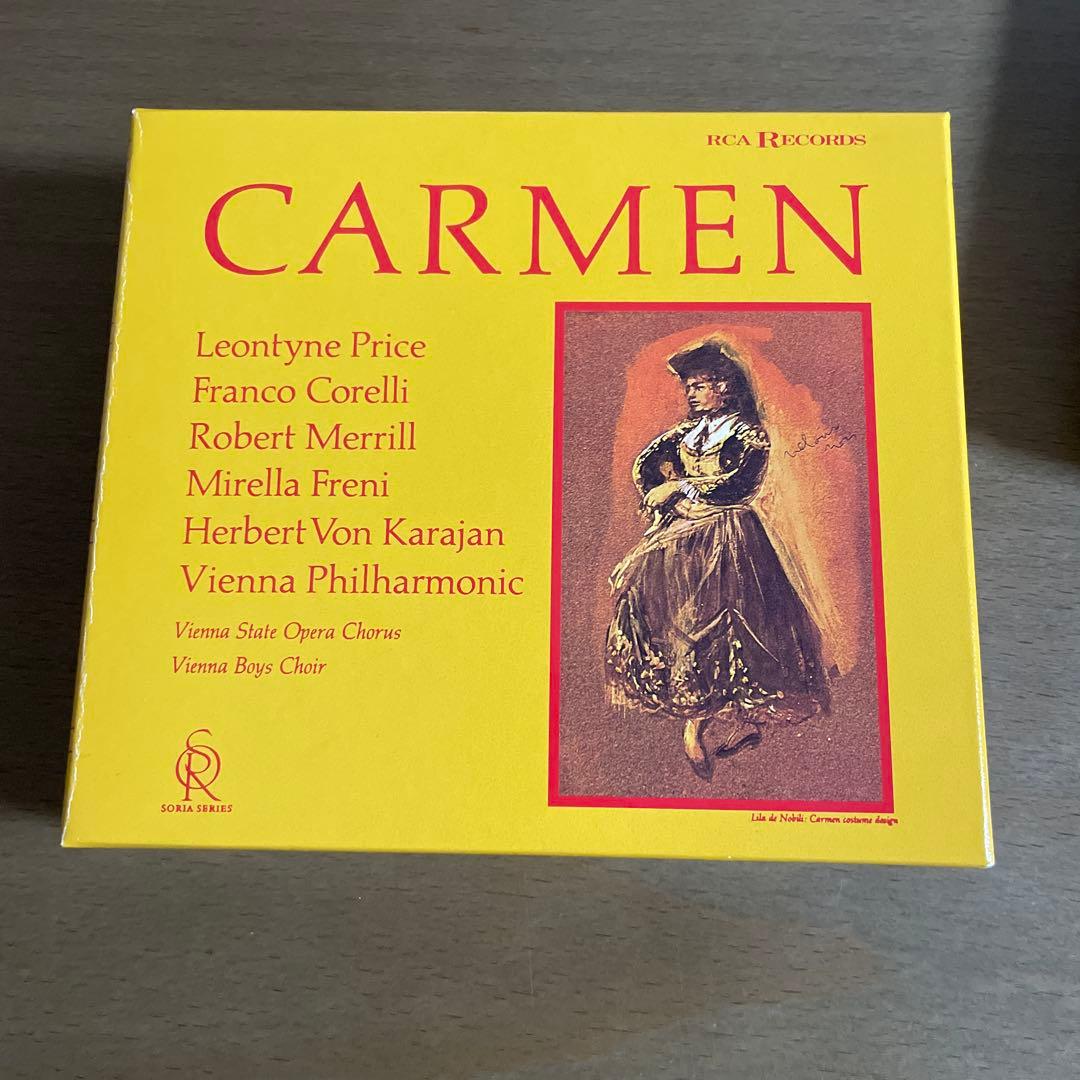 RCA RECORDS
CARMEN
Leontyne Price
Franco Corelli
Robert Merrill
Mirella Freni
Herbert Von Karajan
Vienna Philharmonic
Vienna State Opera Chorus
Vienna Boys Choir
SR
SORIA SERIES
Lila de Nobili: Carmen costume design